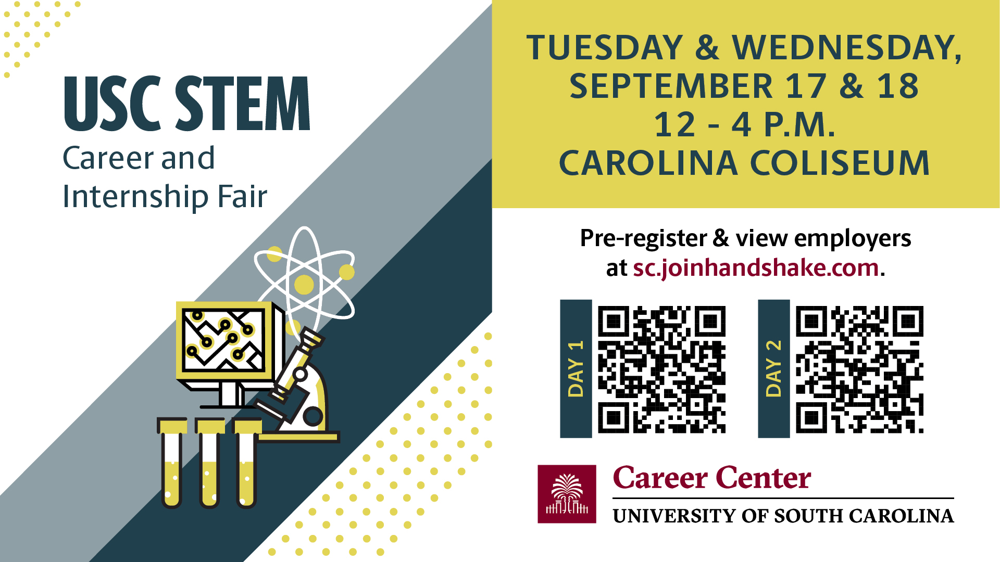 USC STEM
Career and
Internship Fair
TUESDAY & WEDNESDAY,
SEPTEMBER 17 & 18
12 - 4 P.M.
CAROLINA COLISEUM
Pre-register & view employers
at sc.joinhandshake.com.
DAY 1
DAY 2
Career Center
UNIVERSITY OF SOUTH CAROLINA